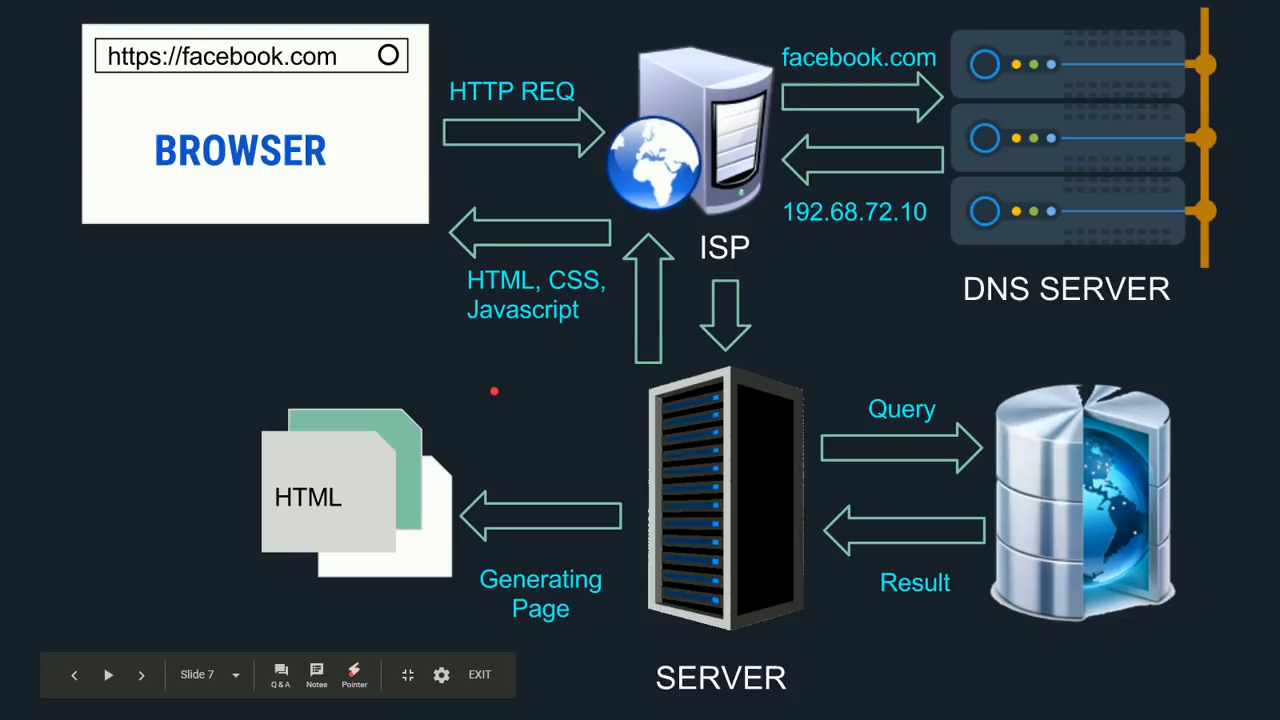 https://facebook.com
BROWSER
HTTP REQ
HTML, CSS,
Javascript
ISP
facebook.com
192.68.72.10
DNS SERVER
HTML
Generating
Page
Query
Result
SERVER
Slide 7
Q & A
Notes
Pointer
EXIT